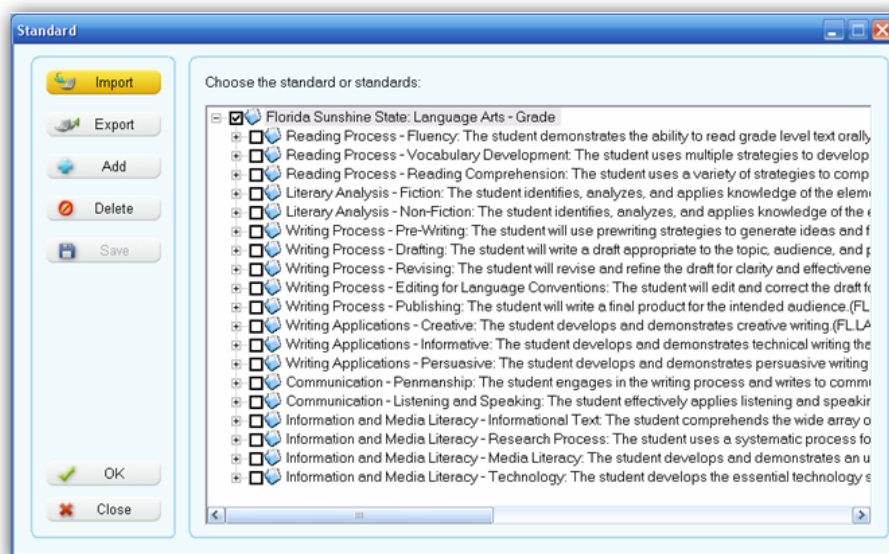 Standard
Import
Export
Add
Delete
Save
OK
Close
Choose the standard or standards:
Florida Sunshine State: Language Arts - Grade
Reading Process - Fluency: The student demonstrates the ability to read grade level text orally
Reading Process - Vocabulary Development: The student uses multiple strategies to develop
Reading Process - Reading Comprehension: The student uses a variety of strategies to comp
Literary Analysis - Fiction: The student identifies, analyzes, and applies knowledge of the elem
Literary Analysis - Non-Fiction: The student identifies, analyzes, and applies knowledge of the e
Writing Process - Pre-Writing: The student will use prewriting strategies to generate ideas and f
Writing Process - Drafting: The student will write a draft appropriate to the topic, audience, and p
Writing Process - Revising: The student will revise and refine the draft for clarity and effectivene
Writing Process - Editing for Language Conventions: The student will edit and correct the draft fo
Writing Process - Publishing: The student will write a final product for the intended audience.(FL
Writing Applications - Creative: The student develops and demonstrates creative writing.(FL.LA
Writing Applications - Informative: The student develops and demonstrates technical writing tha
Writing Applications - Persuasive: The student develops and demonstrates persuasive writing
Communication - Penmanship: The student engages in the writing process and writes to commu
Communication - Listening and Speaking: The student effectively applies listening and speakin
Information and Media Literacy - Informational Text: The student comprehends the wide array o
Information and Media Literacy - Research Process: The student uses a systematic process fo
Information and Media Literacy - Media Literacy: The student develops and demonstrates an u
Information and Media Literacy - Technology: The student develops the essential technology s